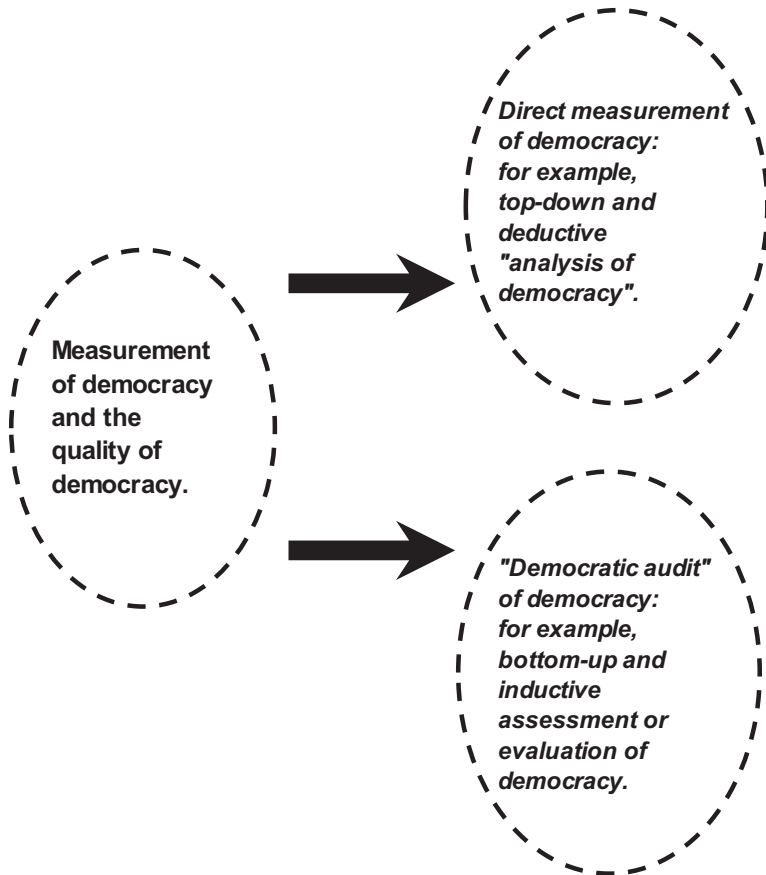 Measurement
of democracy
and the
quality of
democracy.
Direct measurement
of democracy:
for example,
top-down and
deductive
"analysis of
democracy".
"Democratic audit"
of democracy:
for example,
bottom-up and
inductive
assessment or
evaluation of
democracy.